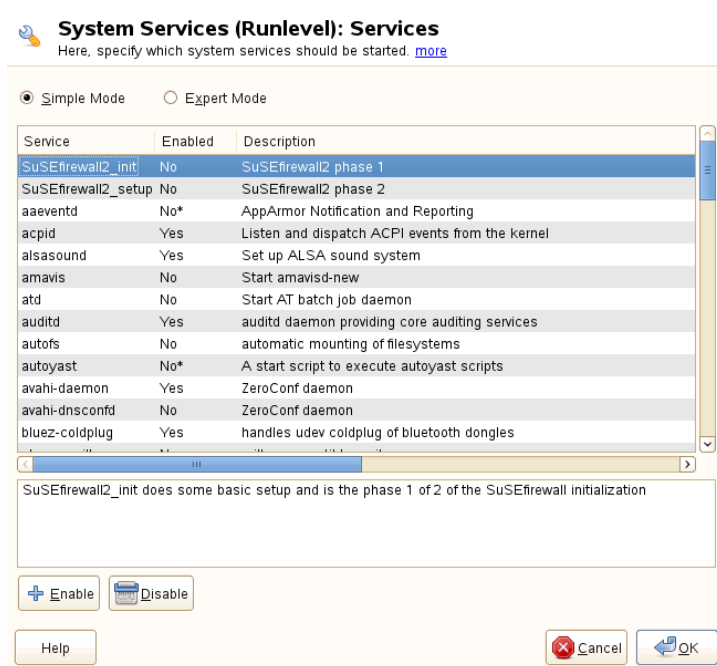 System Services (Runlevel): Services
Here, specify which system services should be started. more
Simple Mode Expert Mode
Service Enabled Description
SuSEfirewall2_init No SuSEfirewall2 phase 1
SuSEfirewall2_setup No SuSEfirewall2 phase 2
aaeventd No* AppArmor Notification and Reporting
acpid Yes Listen and dispatch ACPI events from the kernel
alsasound Yes Set up ALSA sound system
amavis No Start amavisd-new
atd No Start AT batch job daemon
auditd Yes auditd daemon providing core auditing services
autofs No automatic mounting of filesystems
autoyast No* A start script to execute autoyast scripts
avahi-daemon Yes ZeroConf daemon
avahi-dnsconfd No ZeroConf daemon
bluez-coldplug Yes handles udev coldplug of bluetooth dongles
SuSEfirewall2_init does some basic setup and is the phase 1 of 2 of the SuSEfirewall initialization
Enable Disable
Help Cancel OK